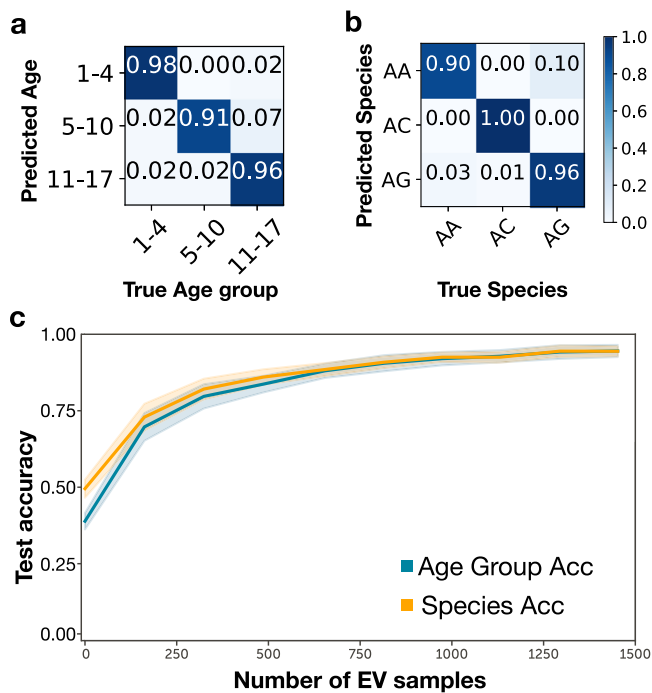 a
Predicted Age
1-4
0.98 0.00 0.02
5-10
0.02 0.91 0.07
11-17
0.02 0.02 0.96
1-4
5-10
11-17
True Age group
b
Predicted Species
AA
0.90 0.00 0.10
AC
0.00 1.00 0.00
AG
0.03 0.01 0.96
AA
AC
AG
True Species
1.0
0.8
0.6
0.4
0.2
0.0
c
Test accuracy
1.00
0.75
0.50
0.25
0.00
Age Group Acc
Species Acc
0
250
500
750
1000
1250
1500
Number of EV samples